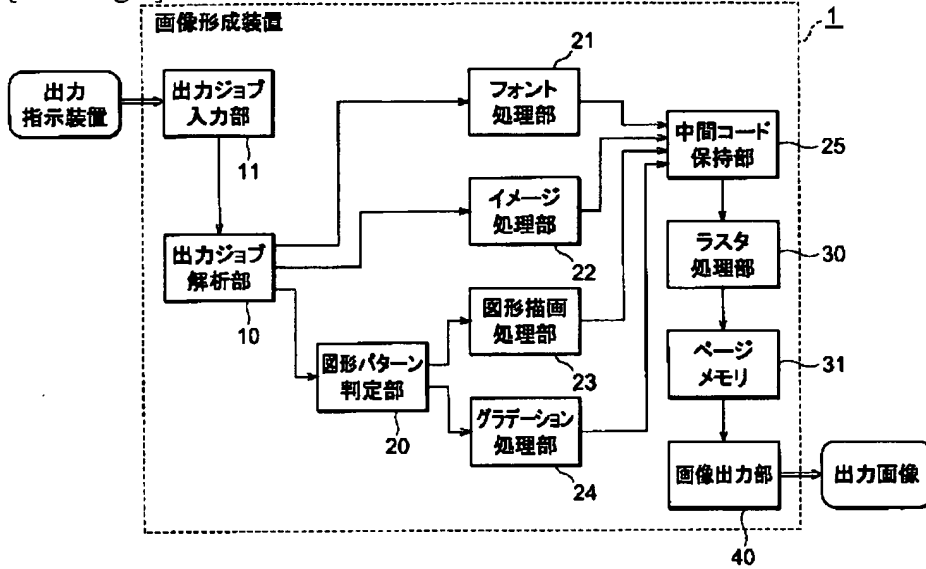 画像形成装置
1
出力
指示装置
出力ジョブ
入力部
11
フォント
処理部
21
中間コード
保持部
25
イメージ
処理部
22
出力ジョブ
解析部
10
ラスタ
処理部
30
図形描画
処理部
23
図形パターン
判定部
20
ページ
メモリ
31
グラデーション
処理部
24
画像出力部
40
出力画像